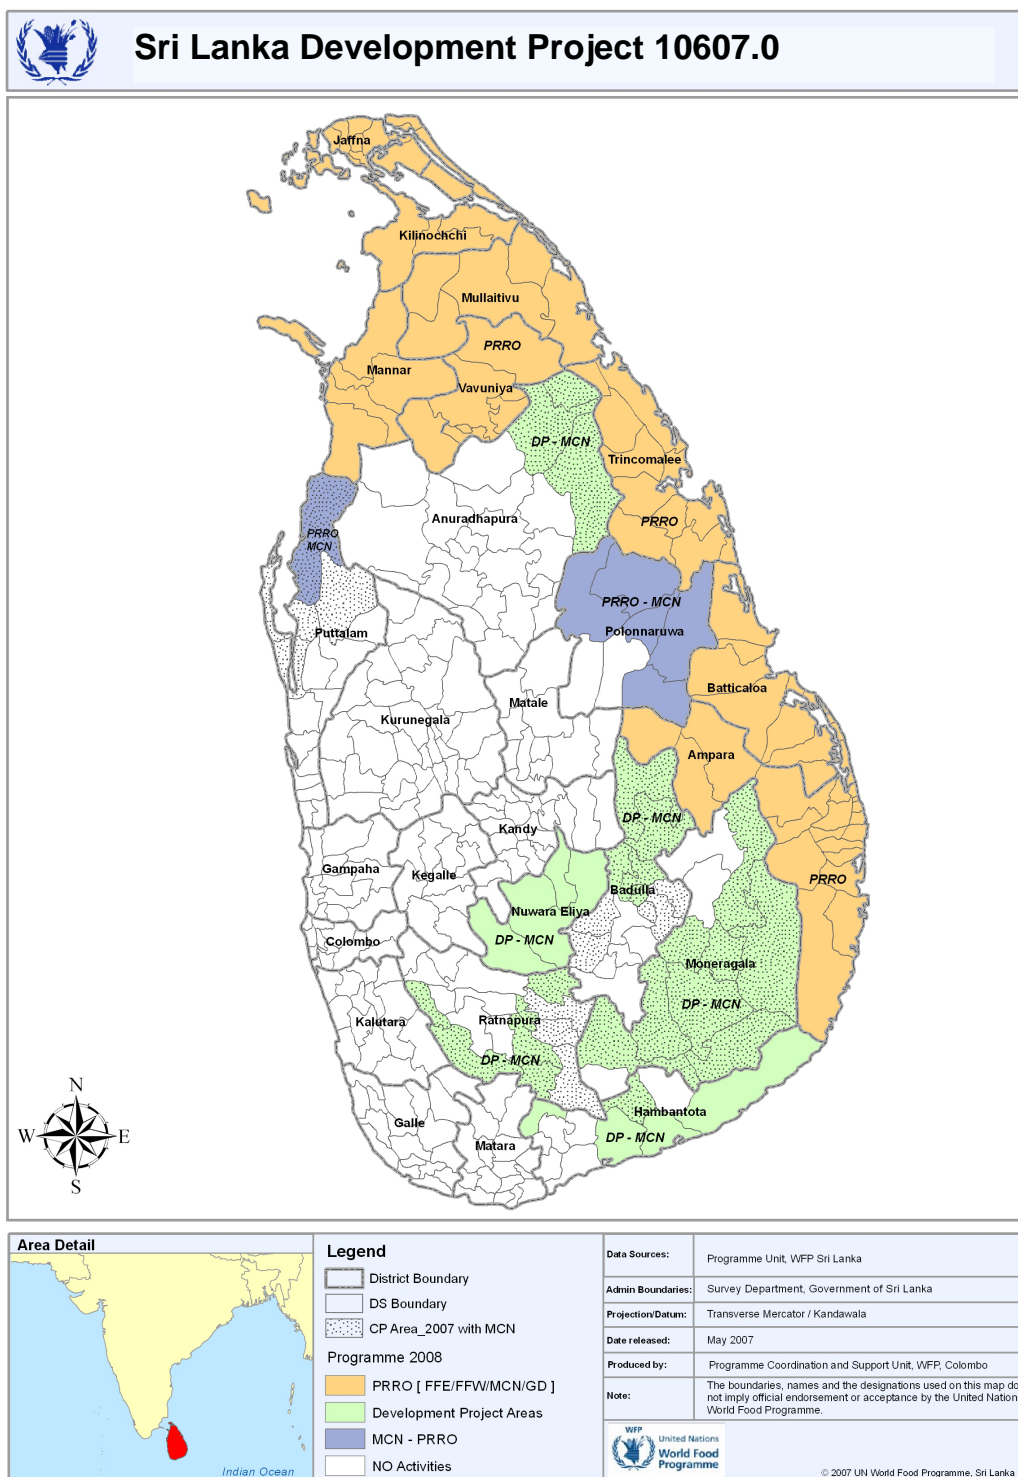 Sri Lanka Development Project 10607.0
Jaffna
Kilinochchi
Mullaitivu
PRRO
Mannar
Vavuniya
DP - MCN
Trincomalee
Anuradhapura
PRRO
PRRO
MCN
PRRO - MCN
Polonnaruwa
Puttalam
Batticaloa
Matale
Kurunegala
Ampara
DP - MCN
Kandy
Gampaha
Kegalle
PRRO
Badulla
Nuwara Eliya
DP - MCN
Colombo
Moneragala
DP - MCN
Kalutara
Ratnapura
DP - MCN
Hambantota
DP - MCN
Galle
Matara
N
W
E
S
Area Detail
Indian Ocean
Legend
District Boundary
DS Boundary
CP Area_2007 with MCN
Programme 2008
PRRO [ FFE/FFW/MCN/GD ]
Development Project Areas
MCN - PRRO
NO Activities
Data Sources: Programme Unit, WFP Sri Lanka
Admin Boundaries: Survey Department, Government of Sri Lanka
Projection/Datum: Transverse Mercator / Kandawala
Date released: May 2007
Produced by: Programme Coordination and Support Unit, WFP, Colombo
Note: The boundaries, names and the designations used on this map do
not imply official endorsement or acceptance by the United Nation
World Food Programme.
WFP
United Nations
World Food
Programme
© 2007 UN World Food Programme, Sri Lanka